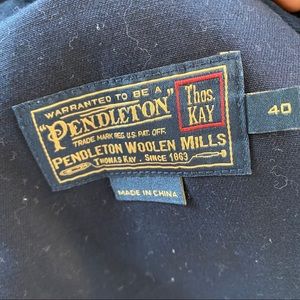 WARRANTED TO BE A
"PENDLETON"
TRADE MARK REG. U.S. PAT. OFF.
PENDLETON WOOLEN MILLS
THOMAS KAY . SINCE 1863
Thos.
KAY
40
MADE IN CHINA